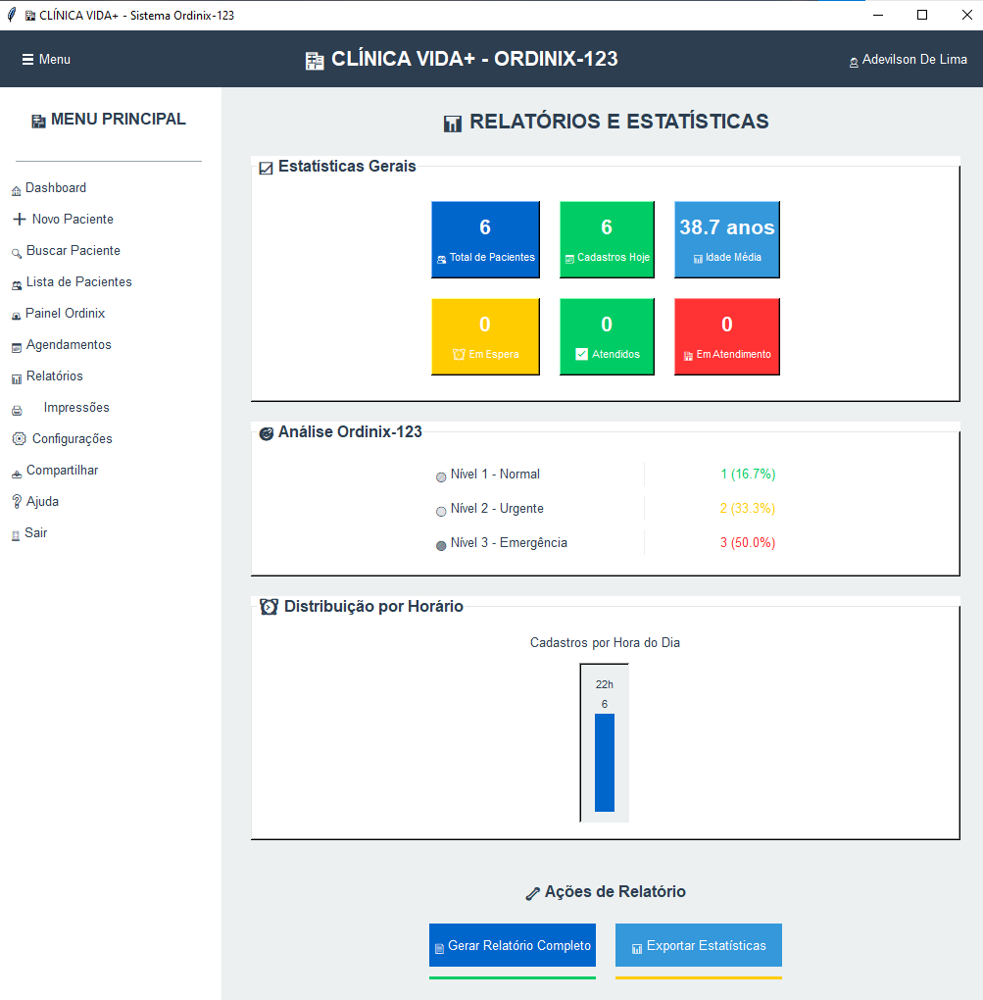 CLÍNICA VIDA+ - Sistema Ordinix-123
Menu
CLÍNICA VIDA+ - ORDINIX-123
Adevilson De Lima
MENU PRINCIPAL
Dashboard
Novo Paciente
Buscar Paciente
Lista de Pacientes
Painel Ordinix
Agendamentos
Relatórios
Impressões
Configurações
Compartilhar
Ajuda
Sair
RELATÓRIOS E ESTATÍSTICAS
Estatísticas Gerais
6
Total de Pacientes
6
Cadastros Hoje
38.7 anos
Idade Média
0
Em Espera
0
Atendidos
0
Em Atendimento
Análise Ordinix-123
Nível 1 - Normal 1 (16.7%)
Nível 2 - Urgente 2 (33.3%)
Nível 3 - Emergência 3 (50.0%)
Distribuição por Horário
Cadastros por Hora do Dia
22h
6
Ações de Relatório
Gerar Relatório Completo
Exportar Estatísticas